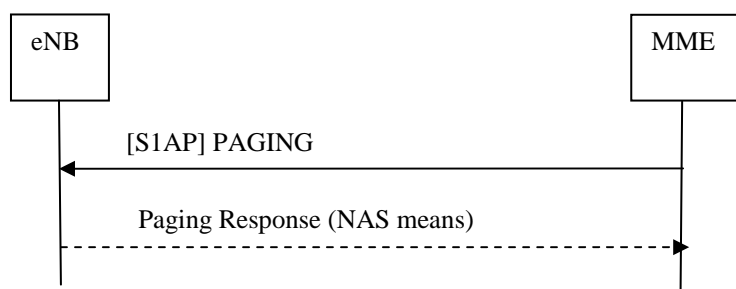 eNB
MME
[S1AP] PAGING
Paging Response (NAS means)